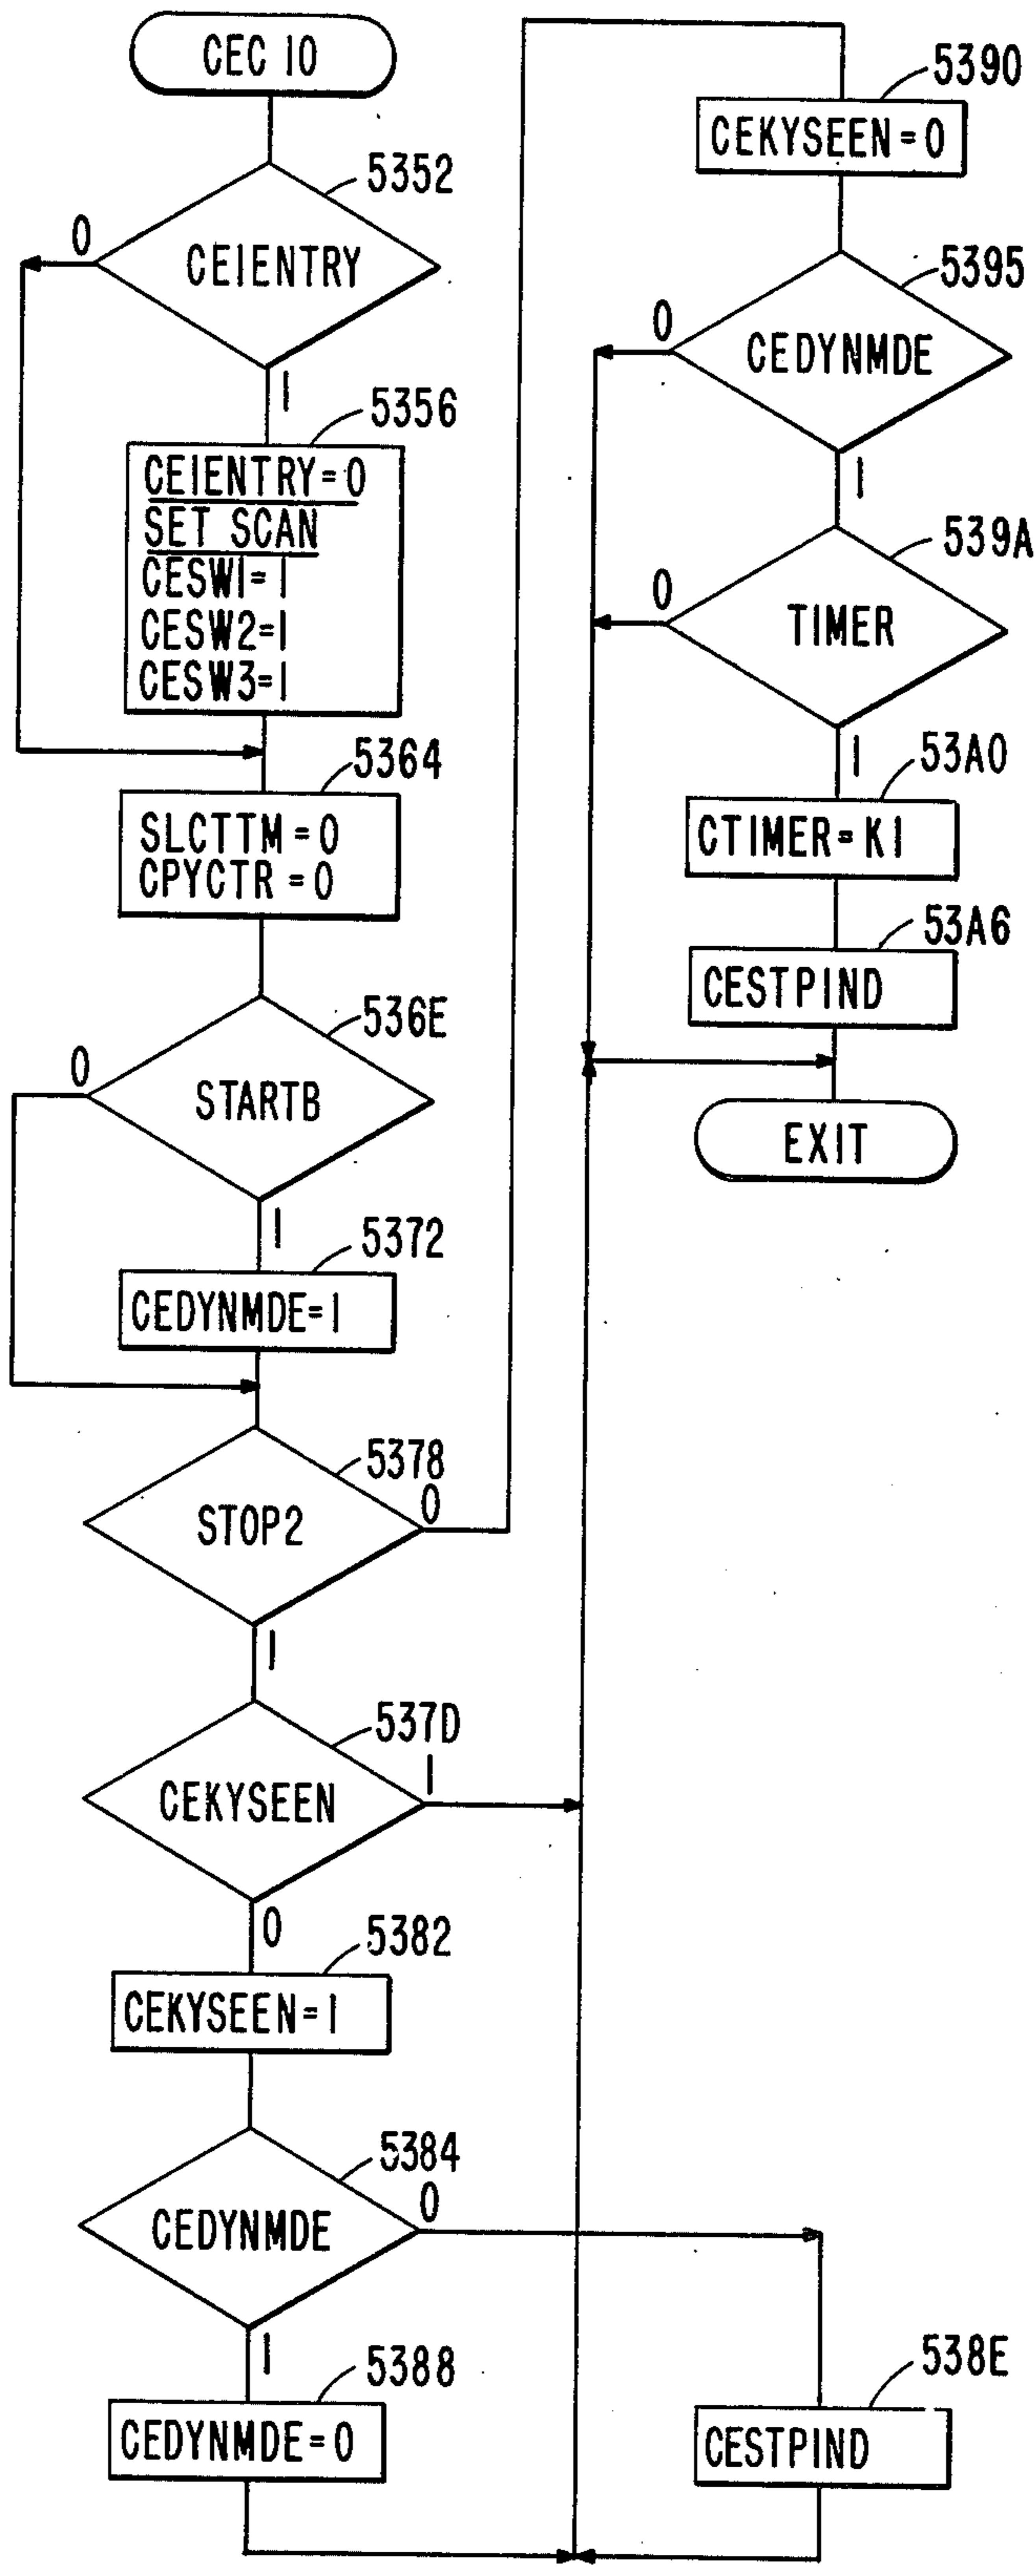 CEC 10
5352
0
CE1ENTRY
1
5356
CE1ENTRY=0
SET SCAN
CESW1=1
CESW2=1
CESW3=1
5364
SLCTTM=0
CPYCTR=0
536E
0
STARTB
1
5372
CEDYNMDE=1
5378
0
STOP2
1
537D
1
CEKYSEEN
0
5382
CEKYSEEN=1
5384
0
CEDYNMDE
1
5388
CEDYNMDE=0
538E
CESTPIND
5390
CEKYSEEN=0
5395
0
CEDYNMDE
1
539A
0
TIMER
1
53A0
CTIMER=K1
53A6
CESTPIND
EXIT